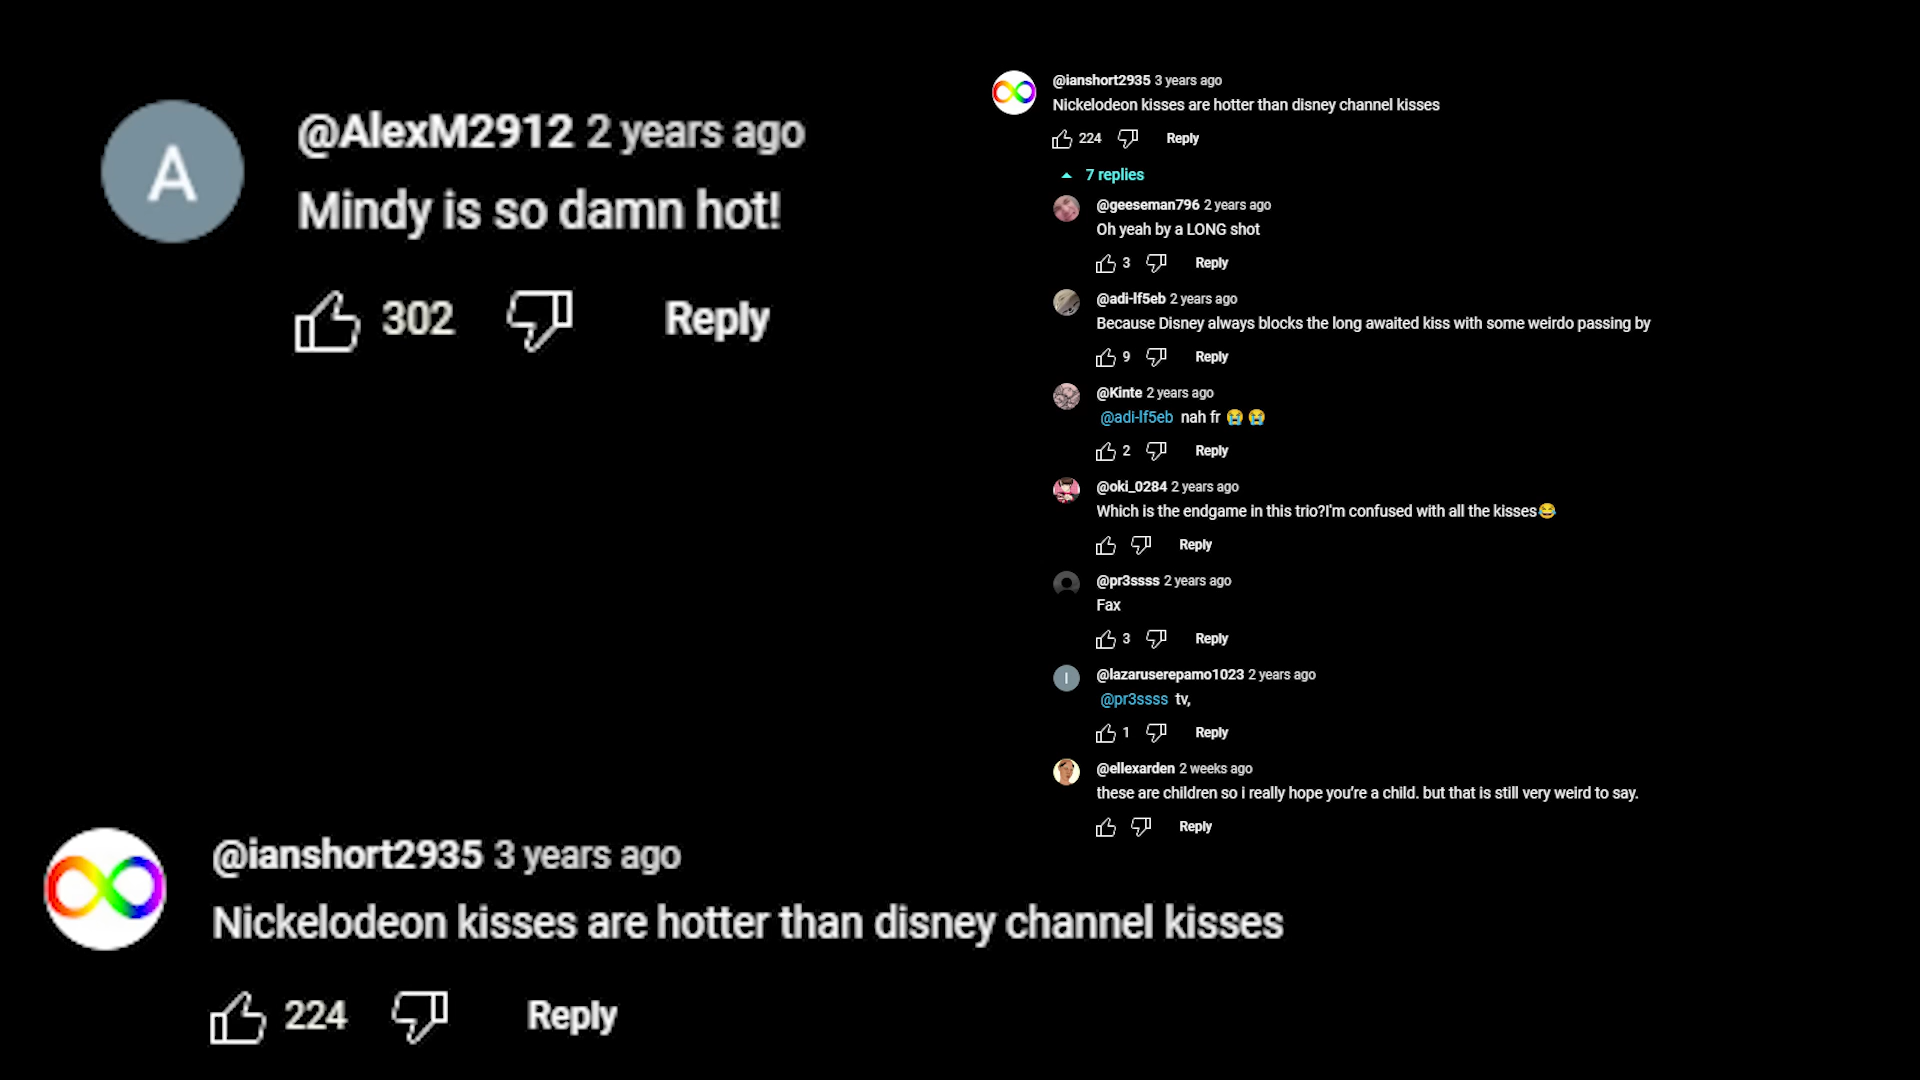 A
@AlexM2912 2 years ago
Mindy is so damn hot!
302 Reply
@ianshort2935 3 years ago
Nickelodeon kisses are hotter than disney channel kisses
224 Reply
7 replies
@geeseman796 2 years ago
Oh yeah by a LONG shot
3 Reply
@adi-lf5eb 2 years ago
Because Disney always blocks the long awaited kiss with some weirdo passing by
9 Reply
@Kinte 2 years ago
@adi-lf5eb nah fr 😭 😭
2 Reply
@oki_0284 2 years ago
Which is the endgame in this trio?I'm confused with all the kisses😂
Reply
@pr3ssss 2 years ago
Fax
3 Reply
I
@lazaruserepamo1023 2 years ago
@pr3ssss tv,
1 Reply
@ellexarden 2 weeks ago
these are children so i really hope you're a child. but that is still very weird to say.
Reply
@ianshort2935 3 years ago
Nickelodeon kisses are hotter than disney channel kisses
224 Reply